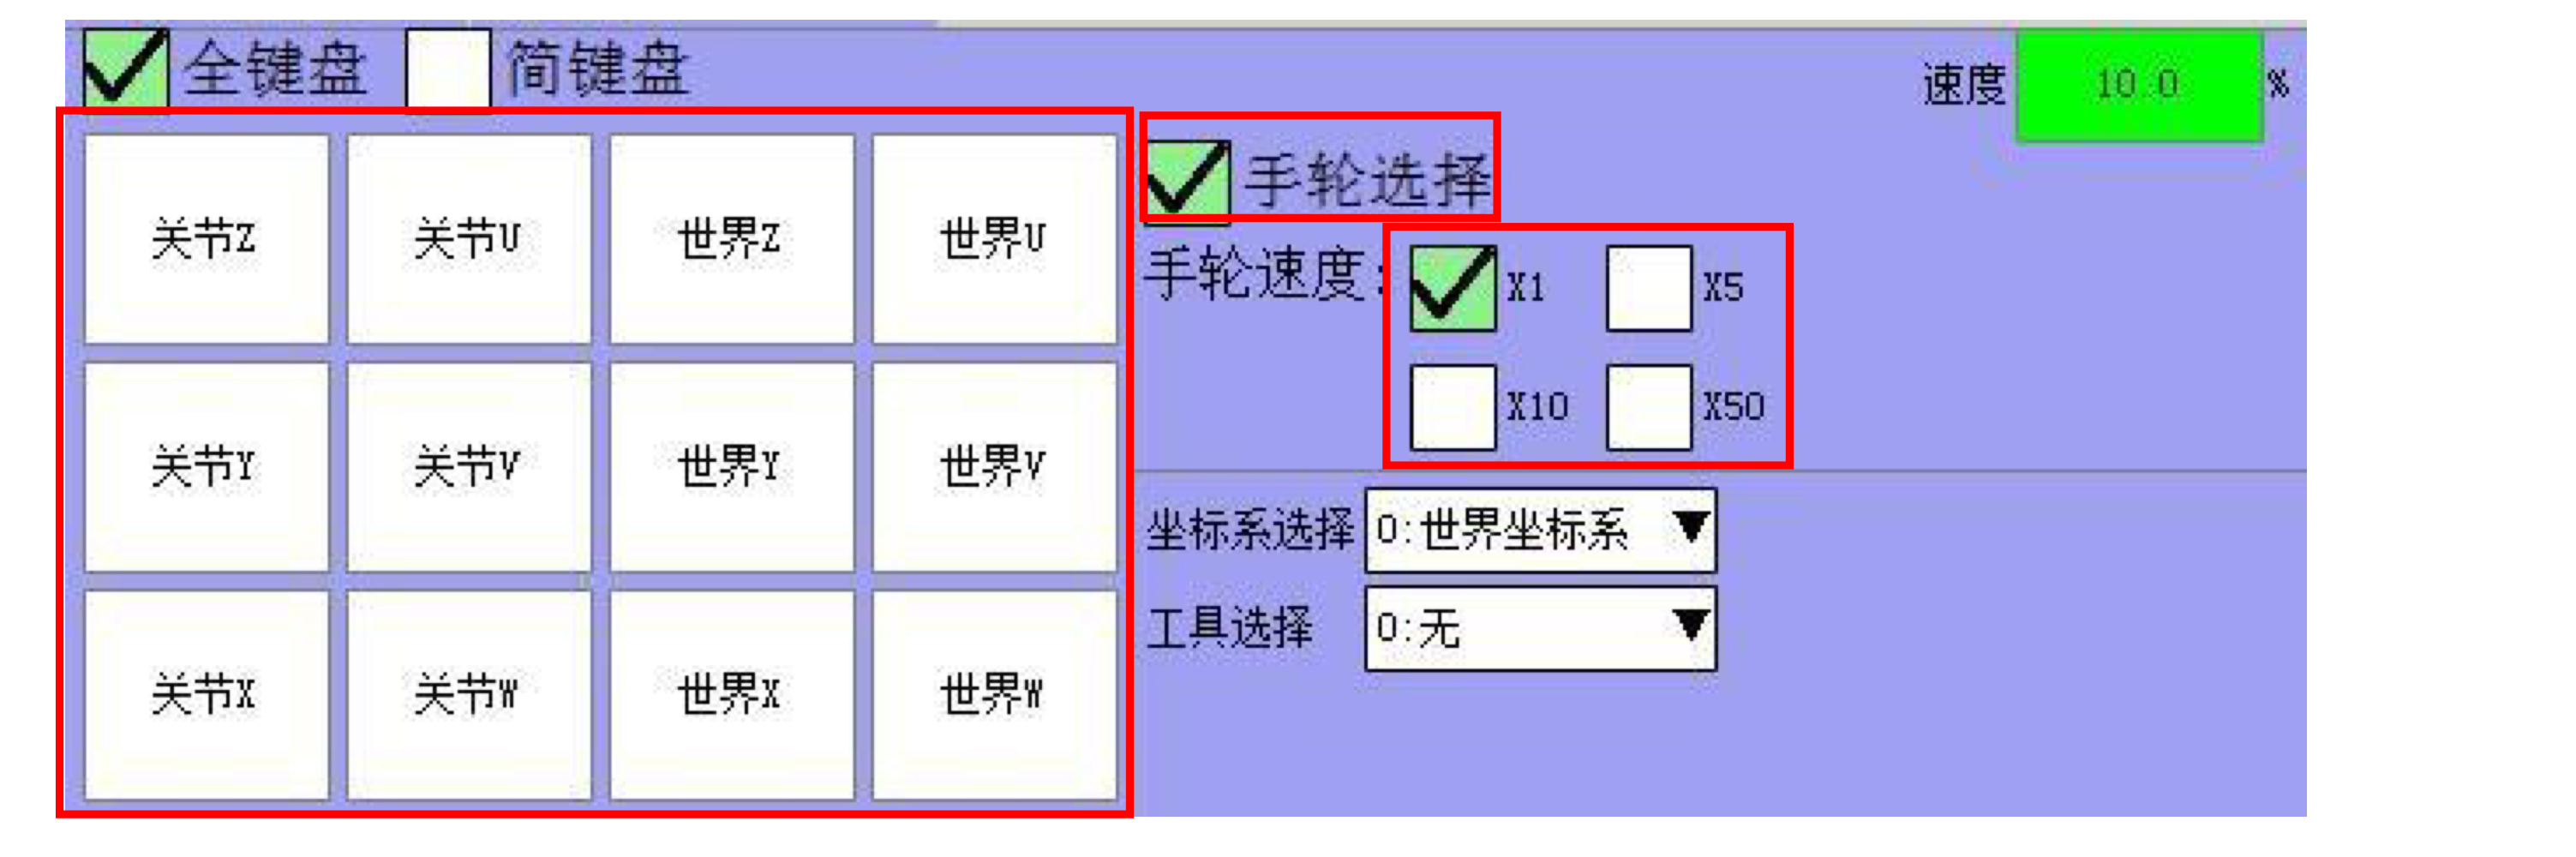 全键盘 简键盘
速度 10.0 %
关节Z 关节U 世界Z 世界U
关节Y 关节V 世界Y 世界V
关节X 关节W 世界X 世界W
手轮选择
手轮速度: X1 X5
X10 X50
坐标系选择 0:世界坐标系
工具选择 0:无